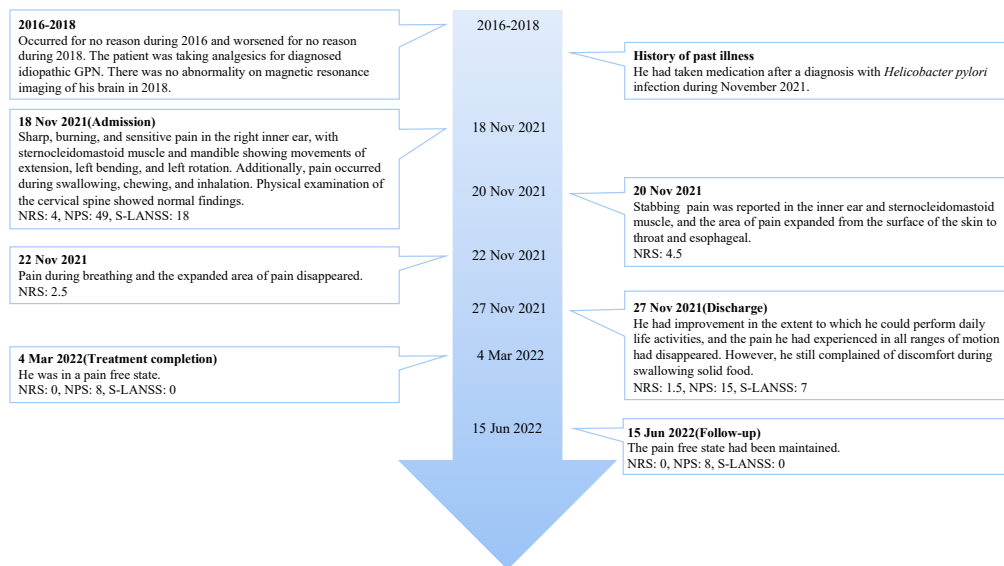 2016-2018
Occurred for no reason during 2016 and worsened for no reason
during 2018. The patient was taking analgesics for diagnosed
idiopathic GPN. There was no abnormality on magnetic resonance
imaging of his brain in 2018.
2016-2018
History of past illness
He had taken medication after a diagnosis with Helicobacter pylori
infection during November 2021.
18 Nov 2021(Admission)
Sharp, burning, and sensitive pain in the right inner ear, with
sternocleidomastoid muscle and mandible showing movements of
extension, left bending, and left rotation. Additionally, pain occurred
during swallowing, chewing, and inhalation. Physical examination of
the cervical spine showed normal findings.
NRS: 4, NPS: 49, S-LANSS: 18
18 Nov 2021
20 Nov 2021
20 Nov 2021
Stabbing pain was reported in the inner ear and sternocleidomastoid
muscle, and the area of pain expanded from the surface of the skin to
throat and esophageal.
NRS: 4.5
22 Nov 2021
Pain during breathing and the expanded area of pain disappeared.
NRS: 2.5
22 Nov 2021
27 Nov 2021
27 Nov 2021(Discharge)
He had improvement in the extent to which he could perform daily
life activities, and the pain he had experienced in all ranges of motion
had disappeared. However, he still complained of discomfort during
swallowing solid food.
NRS: 1.5, NPS: 15, S-LANSS: 7
4 Mar 2022(Treatment completion)
He was in a pain free state.
NRS: 0, NPS: 8, S-LANSS: 0
4 Mar 2022
15 Jun 2022
15 Jun 2022(Follow-up)
The pain free state had been maintained.
NRS: 0, NPS: 8, S-LANSS: 0